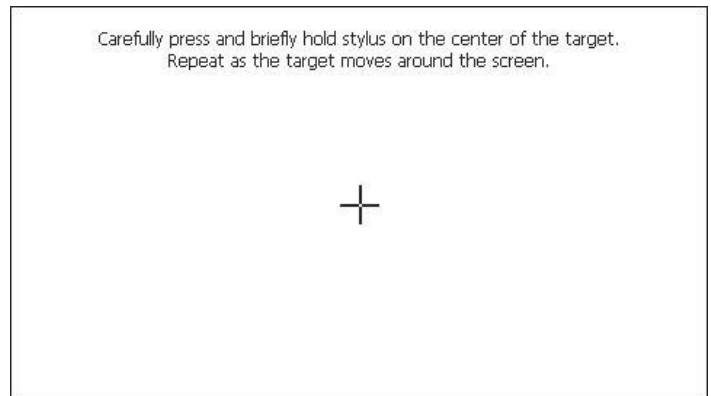 Carefully press and briefly hold stylus on the center of the target.
Repeat as the target moves around the screen.